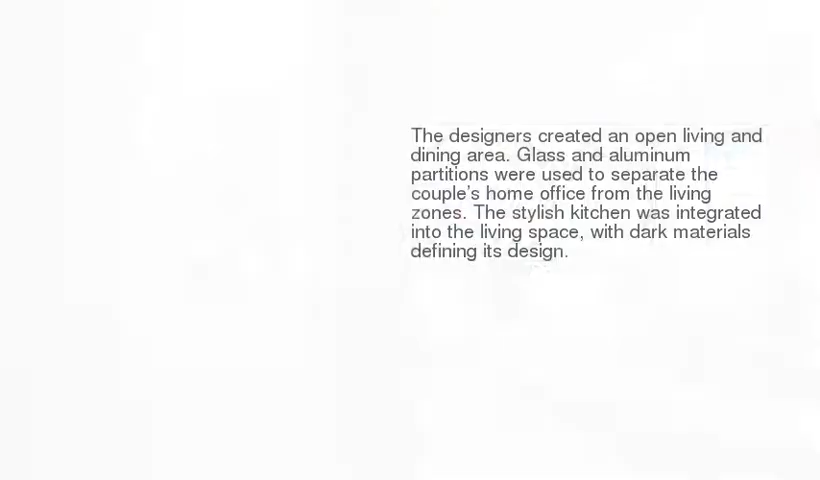 The designers created an open living and
dining area. Glass and aluminum
partitions were used to separate the
couple’s home office from the living
zones. The stylish kitchen was integrated
into the living space, with dark materials
defining its design.